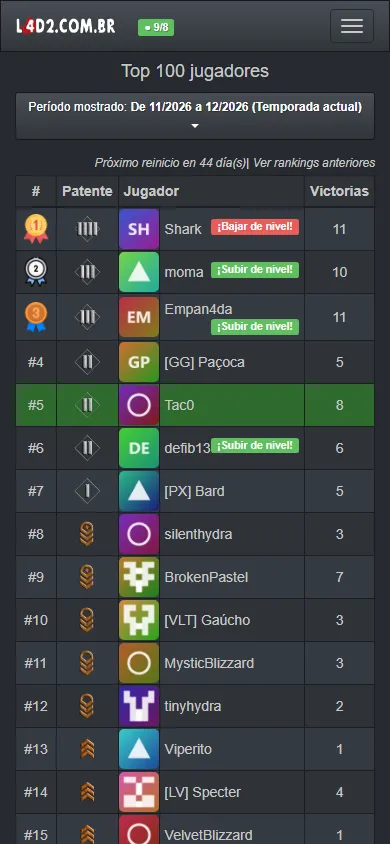 L4D2.COM.BR
● 9/8
Top 100 jugadores
Período mostrado: De 11/2026 a 12/2026 (Temporada actual)
Próximo reinicio en 44 día(s)| Ver rankings anteriores
# Patente Jugador Victorias
1 SH Shark ¡Bajar de nivel! 11
2 moma ¡Subir de nivel! 10
3 EM Empan4da ¡Subir de nivel! 11
#4 GP [GG] Paçoca 5
#5 Tac0 8
#6 DE defib13 ¡Subir de nivel! 6
#7 [PX] Bard 5
#8 silenthydra 3
#9 BrokenPastel 7
#10 [VLT] Gaúcho 3
#11 MysticBlizzard 3
#12 tinyhydra 2
#13 Viperito 1
#14 [LV] Specter 4
#15 VelvetBlizzard 1